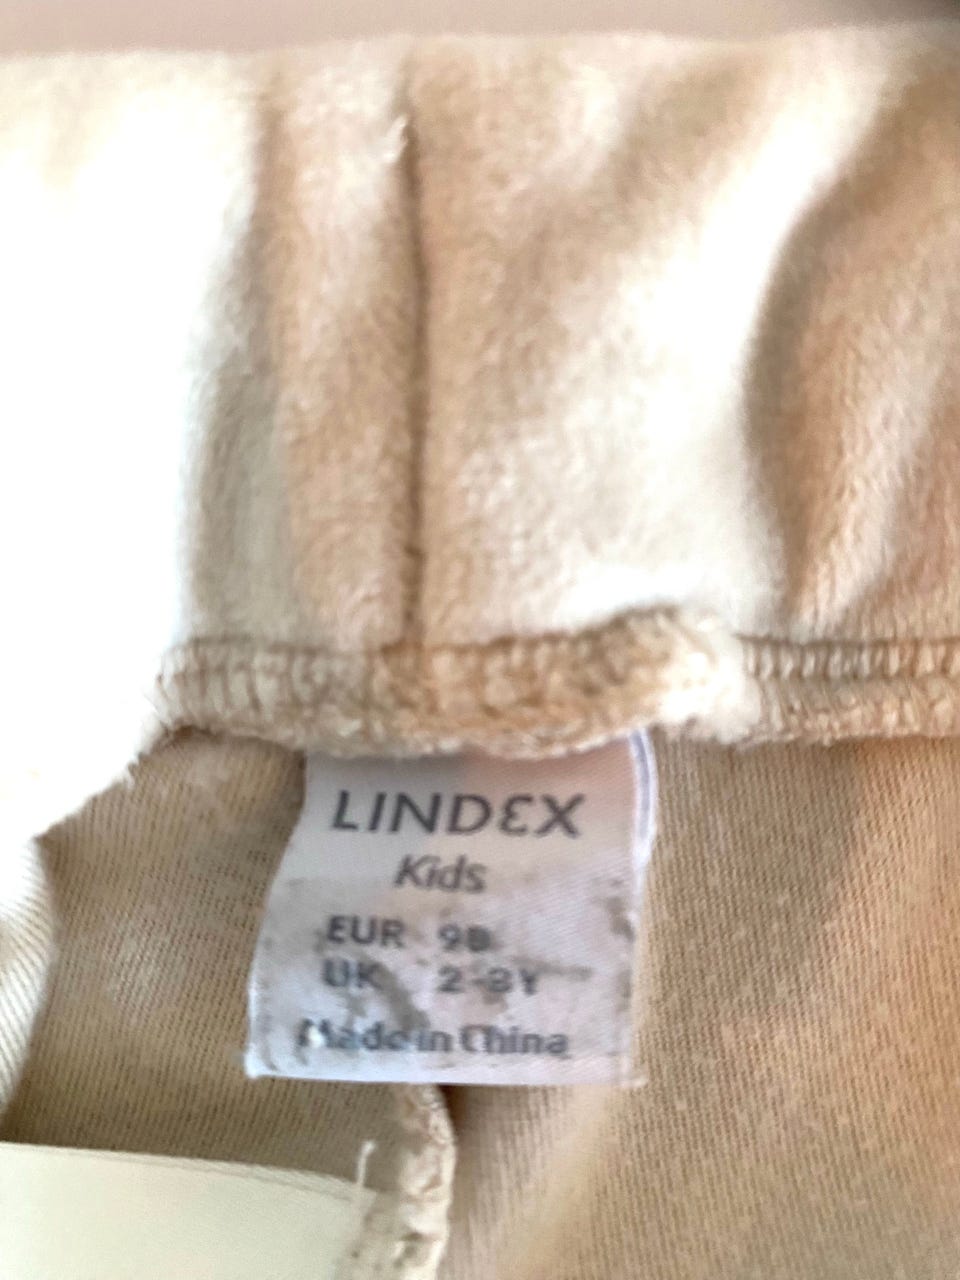 LINDEX
Kids
EUR 98
UK 2-3Y
Made in China